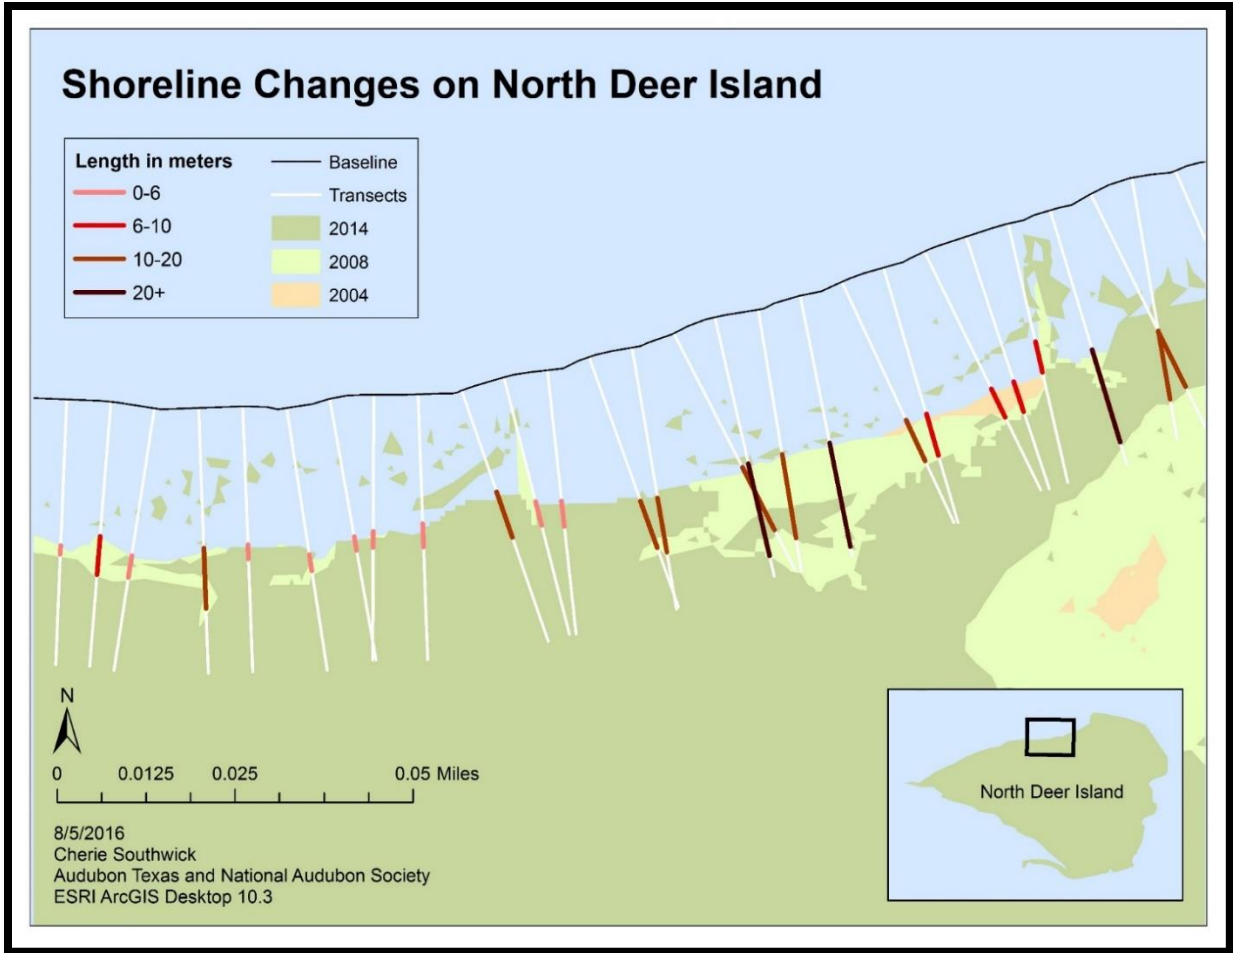 Shoreline Changes on North Deer Island
Length in meters
0-6
6-10
10-20
20+
Baseline
Transects
2014
2008
2004
N
0 0.0125 0.025 0.05 Miles
8/5/2016
Cherie Southwick
Audubon Texas and National Audubon Society
ESRI ArcGIS Desktop 10.3
North Deer Island